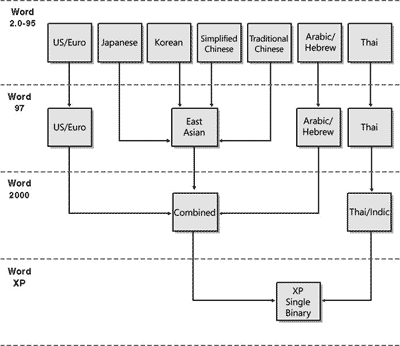 Word
2.0-95
US/Euro
Japanese
Korean
Simplified
Chinese
Traditional
Chinese
Arabic/
Hebrew
Thai
Word
97
US/Euro
East
Asian
Arabic/
Hebrew
Thai
Word
2000
Combined
Thai/Indic
Word
XP
XP
Single
Binary